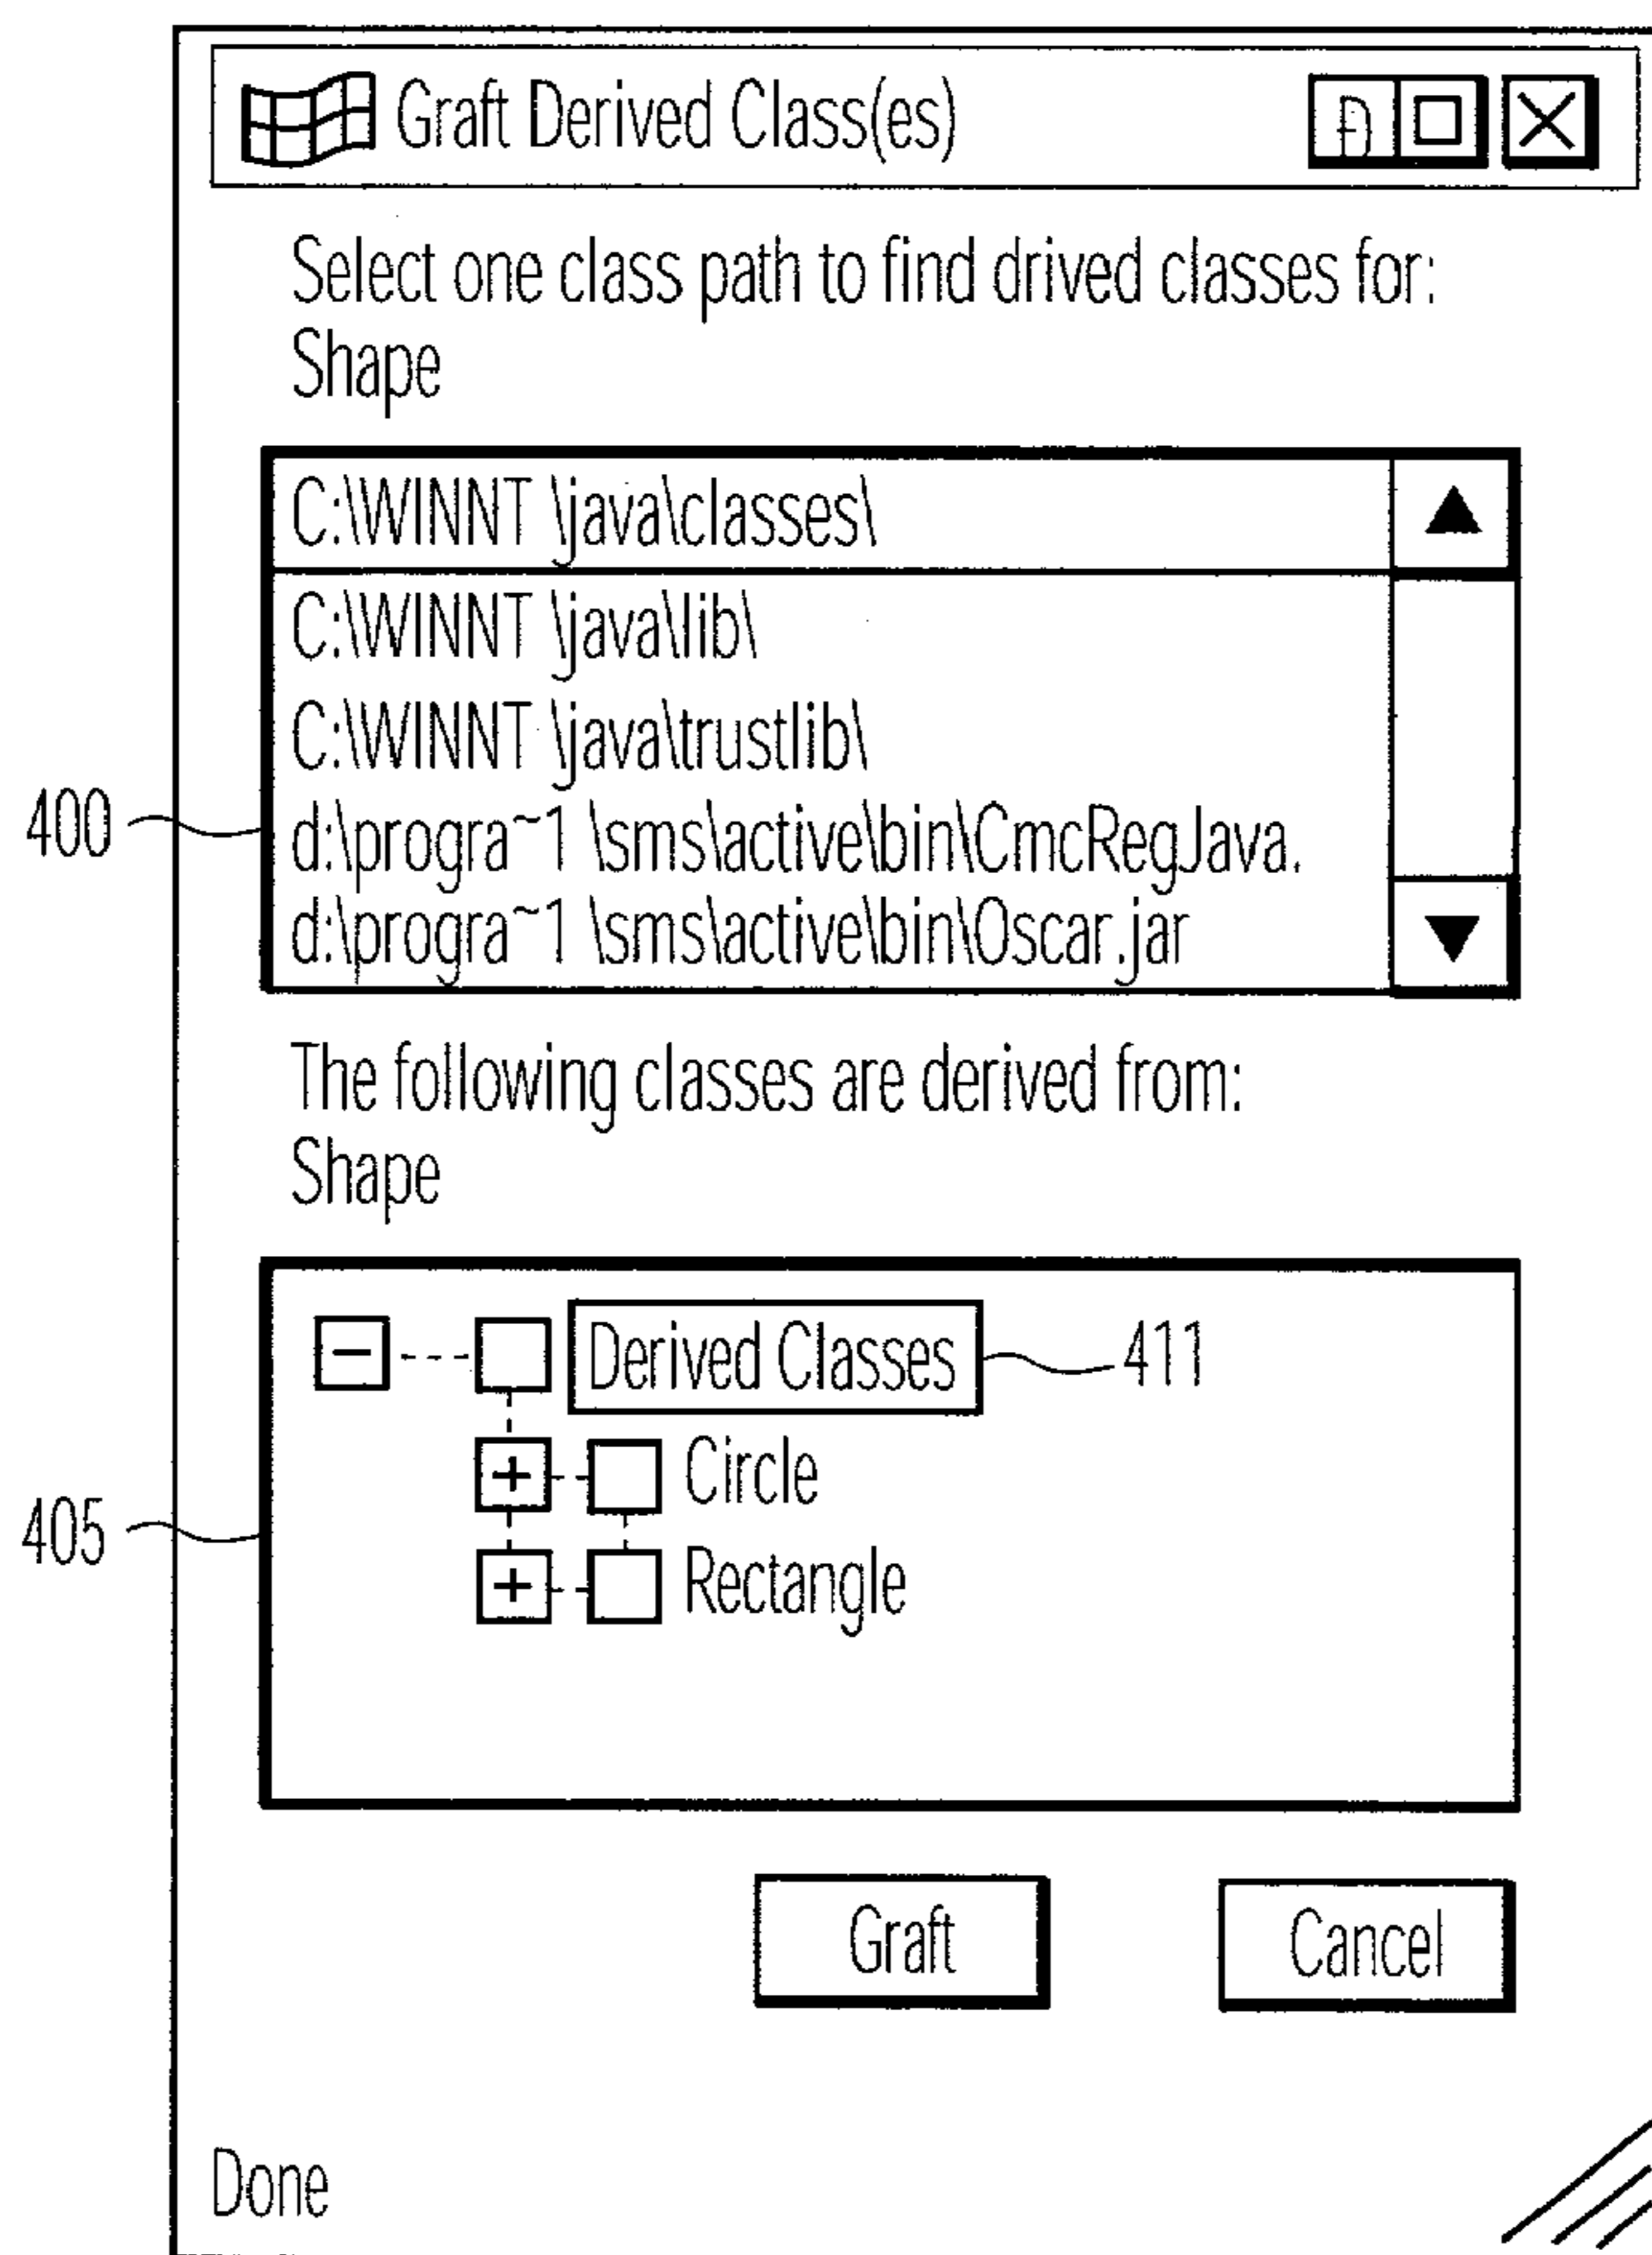 Graft Derived Class(es)
Select one class path to find drived classes for:
Shape
C:\WINNT \java\classes\
C:\WINNT \java\lib\
C:\WINNT \java\trustlib\
400
d:\progra~1 \sms\active\bin\CmcRegJava.
d:\progra~1 \sms\active\bin\Oscar.jar
The following classes are derived from:
Shape
Derived Classes 411
Circle
405
Rectangle
Graft Cancel
Done